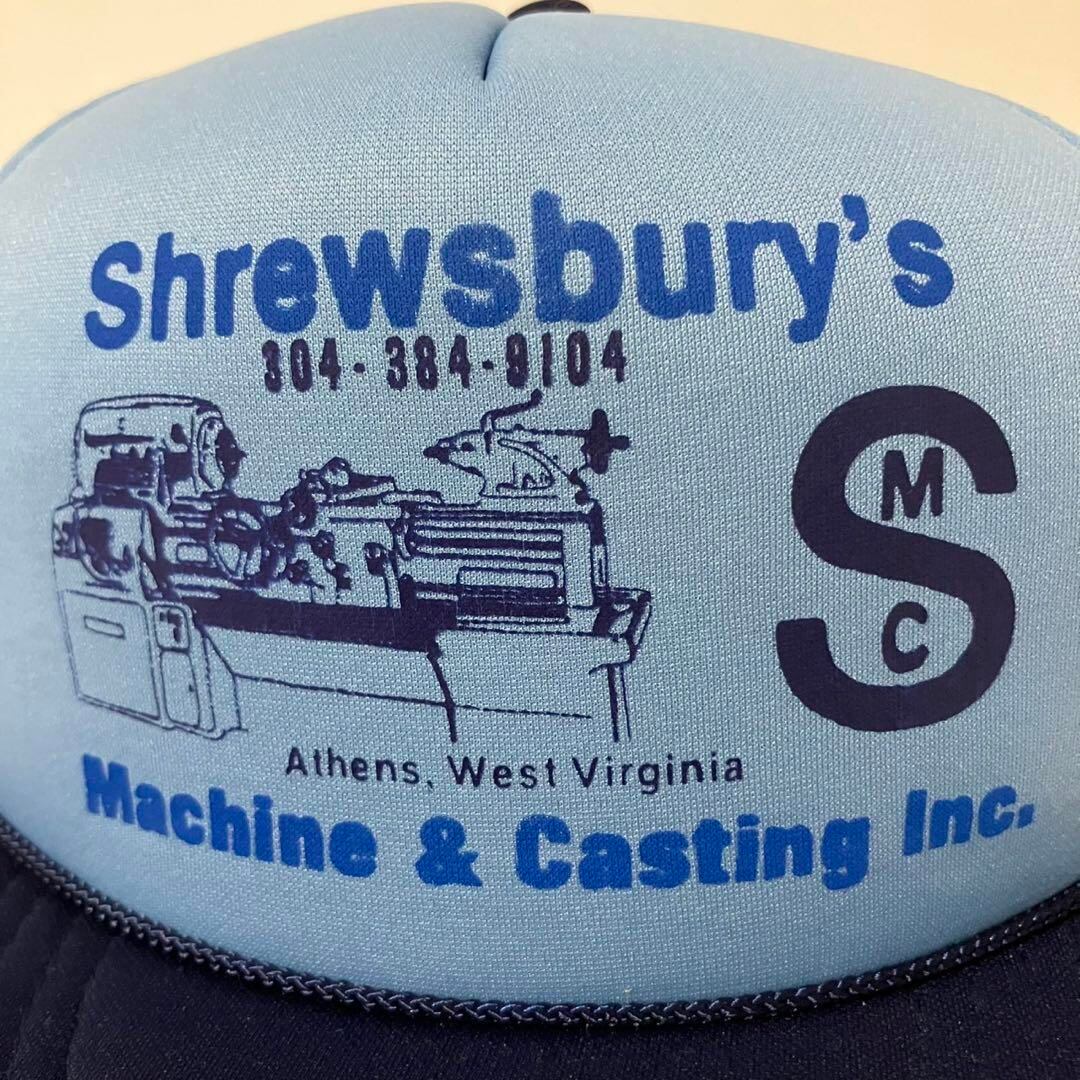 Shrewsbury's
304-384-9104
S
M
C
Athens, West Virginia
Machine & Casting Inc.